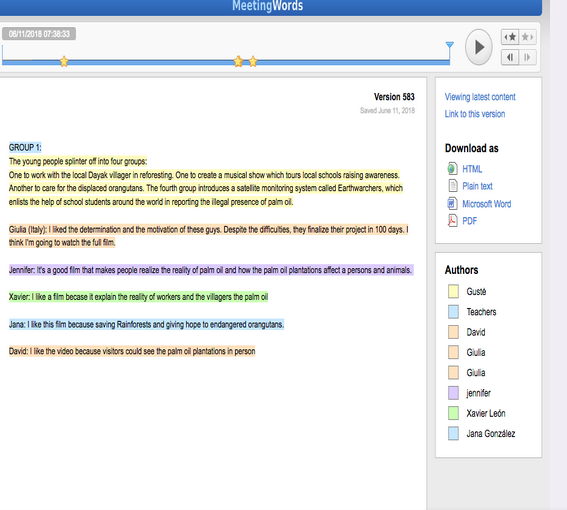 MeetingWords
06/11/2018 07:38:33
Version 583
Saved June 11, 2018
GROUP 1:
The young people splinter off into four groups:
One to work with the local Dayak villager in reforesting. One to create a musical show which tours local schools raising awareness.
Another to care for the displaced orangutans. The fourth group introduces a satellite monitoring system called Earthwarchers, which
enlists the help of school students around the world in reporting the illegal presence of palm oil.
Giulia (Italy): I liked the determination and the motivation of these guys. Despite the difficulties, they finalize their project in 100 days. I
think I'm going to watch the full film.
Jennifer: It's a good film that makes people realize the reality of palm oil and how the palm oil plantations affect a persons and animals.
Xavier: I like a film becase it explain the reality of workers and the villagers the palm oil
Jana: I like this film because saving Rainforests and giving hope to endangered orangutans.
David: I like the video because visitors could see the palm oil plantations in person
Viewing latest content
Link to this version
Download as
HTML
Plain text
Microsoft Word
PDF
Authors
Gusté
Teachers
David
Giulia
Giulia
jennifer
Xavier León
Jana González